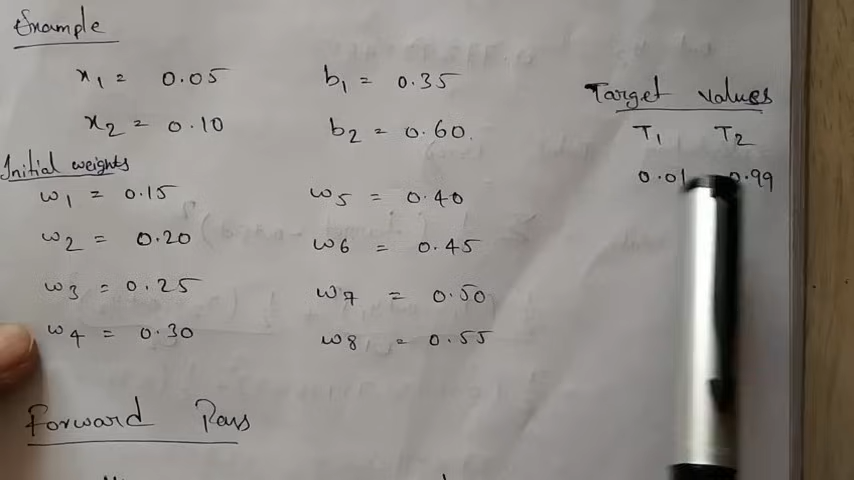 Example
x1 = 0.05 b1 = 0.35
x2 = 0.10 b2 = 0.60.
Target values
T1 T2
0.01 0.99
Initial weights
w1 = 0.15 w5 = 0.40
w2 = 0.20 w6 = 0.45
w3 = 0.25 w7 = 0.50
w4 = 0.30 w8 = 0.55
Forward Pass